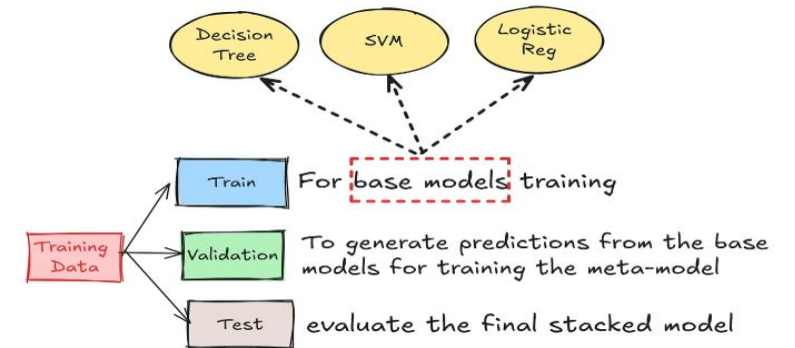 Decision
Tree
SVM
Logistic
Reg
Train
For base models training
Training
Data
Validation
To generate predictions from the base
models for training the meta-model
Test
evaluate the final stacked model